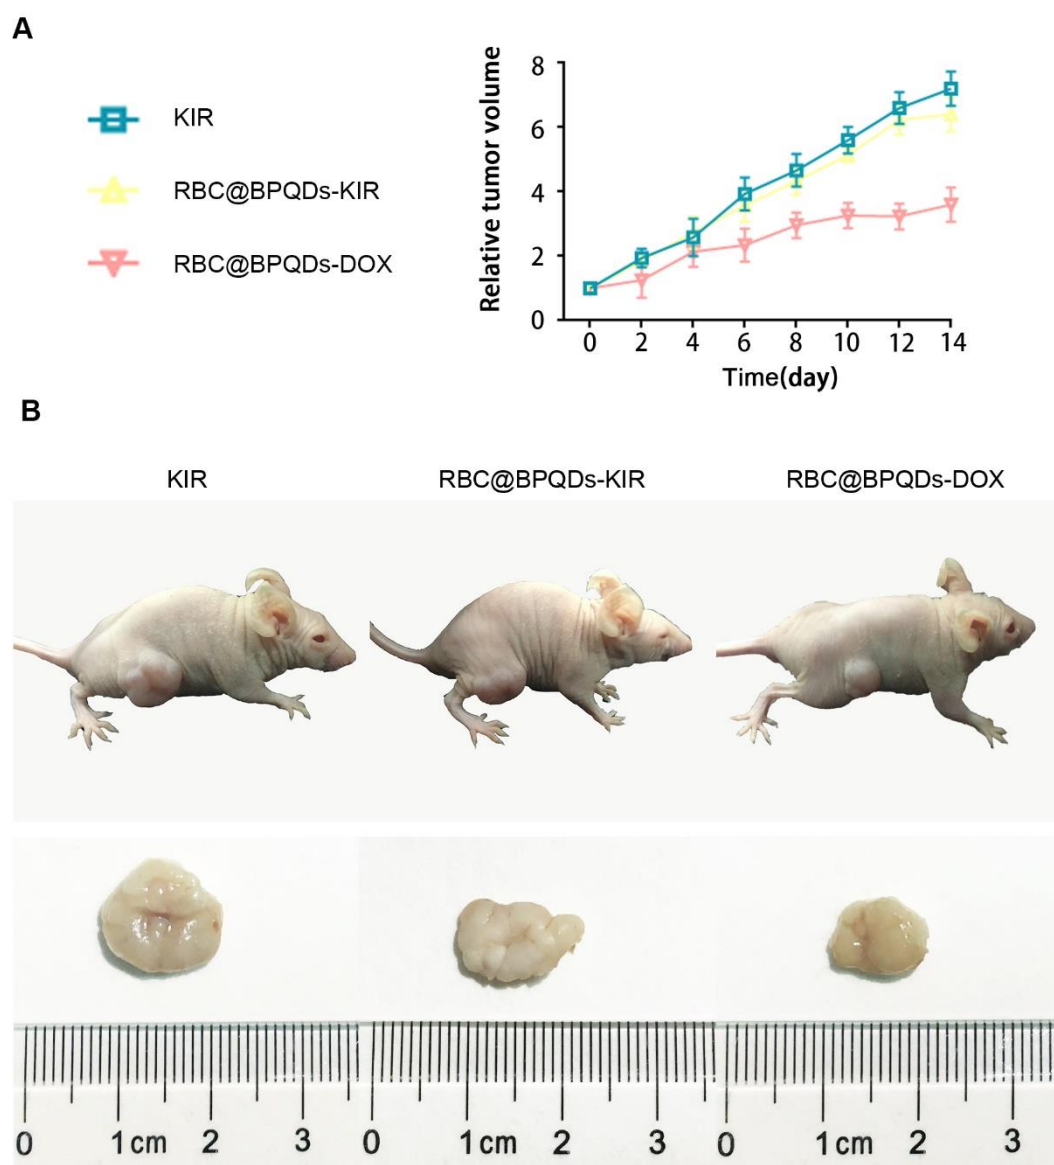 A
KIR
RBC@BPQDs-KIR
RBC@BPQDs-DOX
Relative tumor volume
8
6
4
2
0
0 2 4 6 8 10 12 14
Time(day)
B
KIR RBC@BPQDs-KIR RBC@BPQDs-DOX
0 1cm 2 3 0 1cm 2 3 0 1cm 2 3